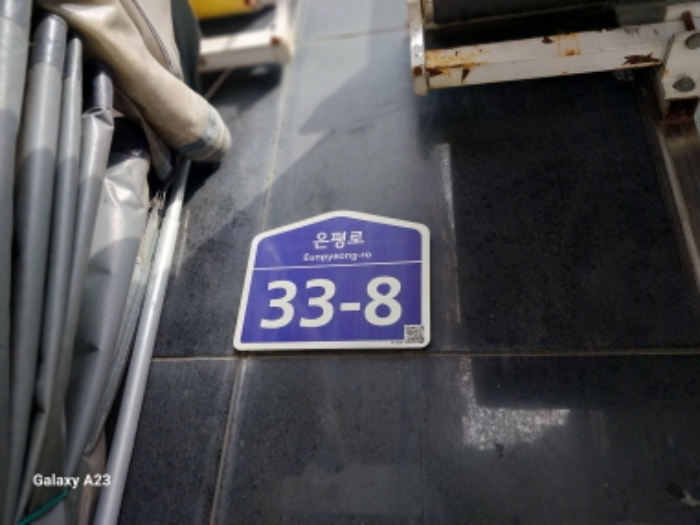 은평로
Eunpyeong-ro
33-8
Galaxy A23